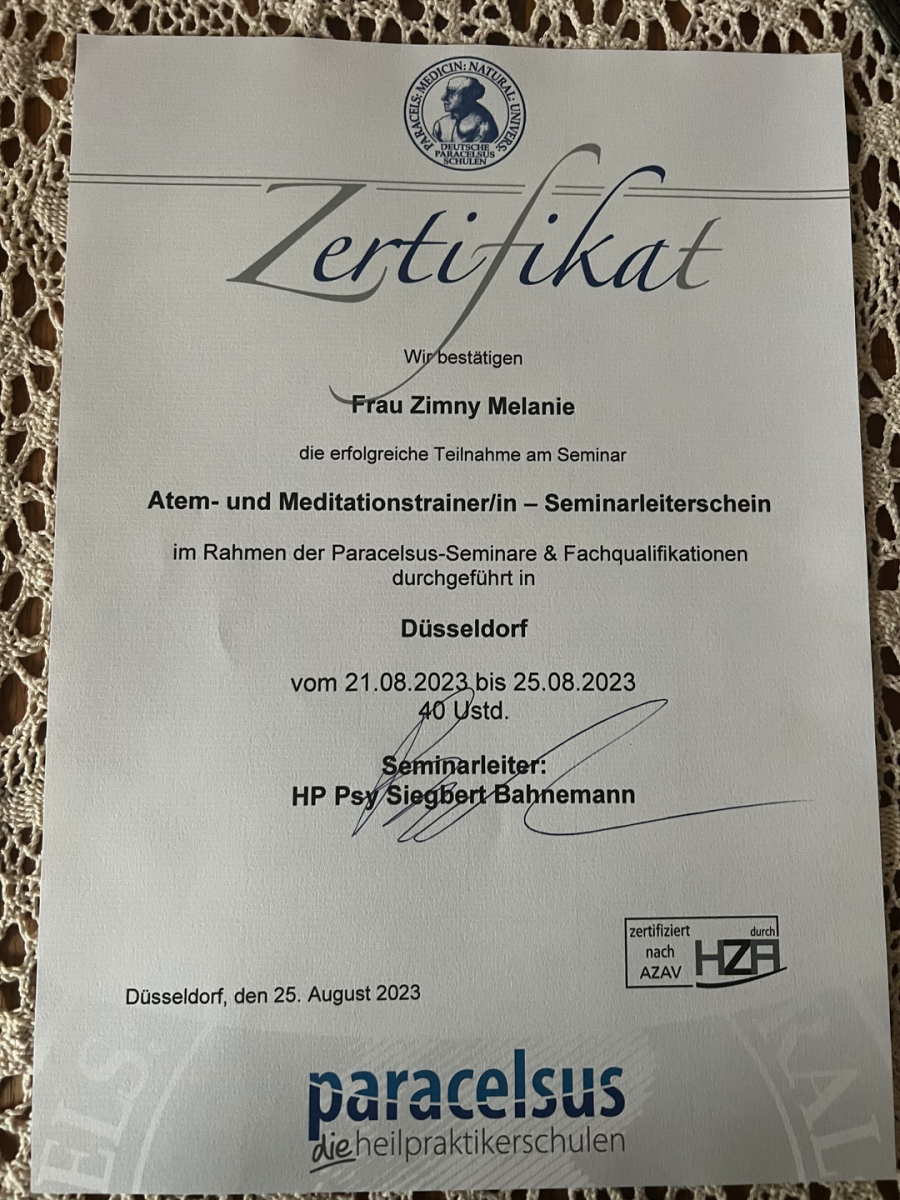 PARACELS: MEDICIN: NATURAL: UNIVERS:
DEUTSCHE
PARACELSUS
SCHULEN
Zertifikat
Wir bestätigen
Frau Zimny Melanie
die erfolgreiche Teilnahme am Seminar
Atem- und Meditationstrainer/in – Seminarleiterschein
im Rahmen der Paracelsus-Seminare & Fachqualifikationen
durchgeführt in
Düsseldorf
vom 21.08.2023 bis 25.08.2023
40 Ustd.
Seminarleiter:
HP Psy Siegbert Bahnemann
zertifiziert durch
nach HZA
AZAV
Düsseldorf, den 25. August 2023
ELS: RAL
paracelsus
die heilpraktikerschulen